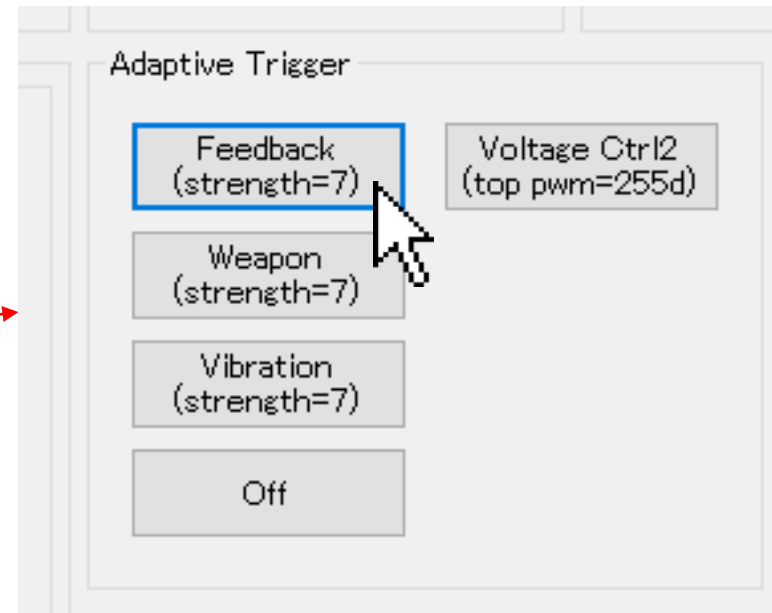 Adaptive Trigger
Feedback
(strength=7)
Voltage Ctrl2
(top pwm=255d)
Weapon
(strength=7)
Vibration
(strength=7)
Off